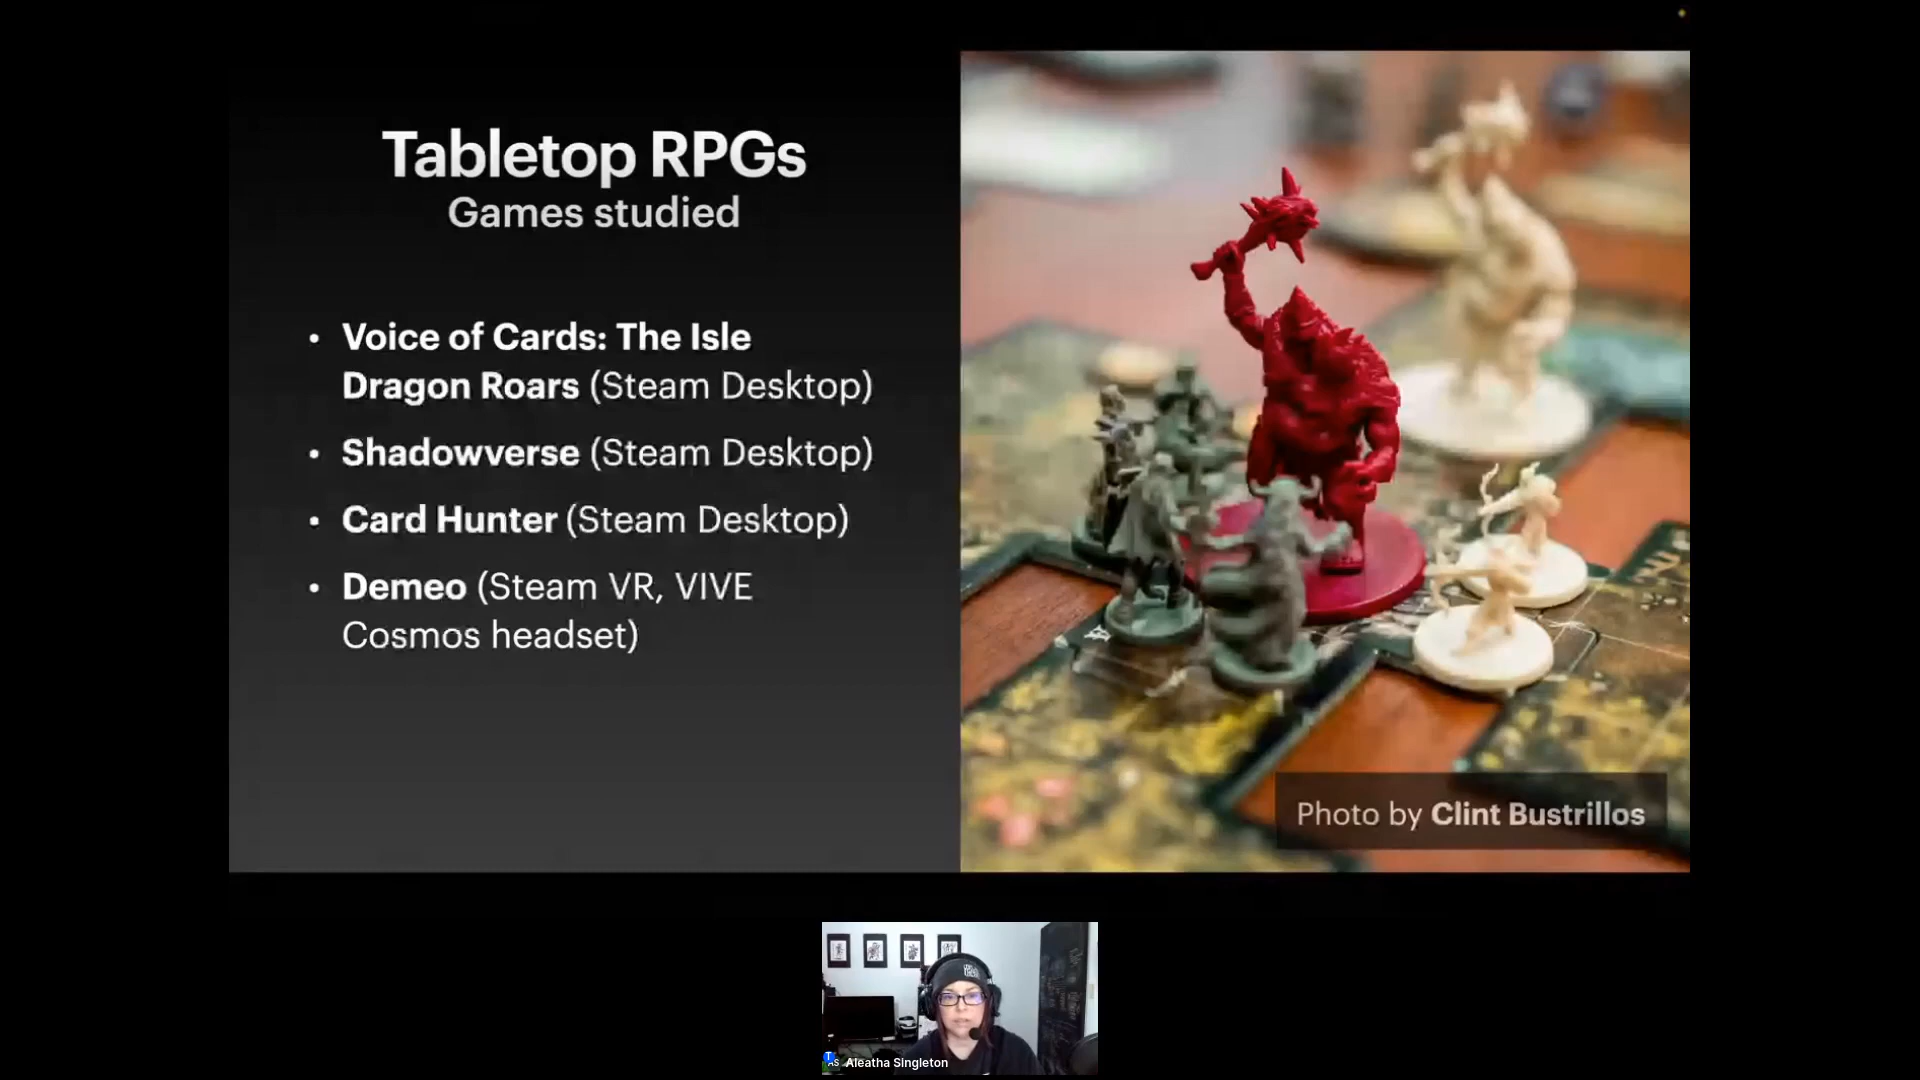 Tabletop RPGs
Games studied
• Voice of Cards: The Isle
Dragon Roars (Steam Desktop)
• Shadowverse (Steam Desktop)
• Card Hunter (Steam Desktop)
• Demeo (Steam VR, VIVE
Cosmos headset)
Photo by Clint Bustrillos
T
AS Aleatha Singleton